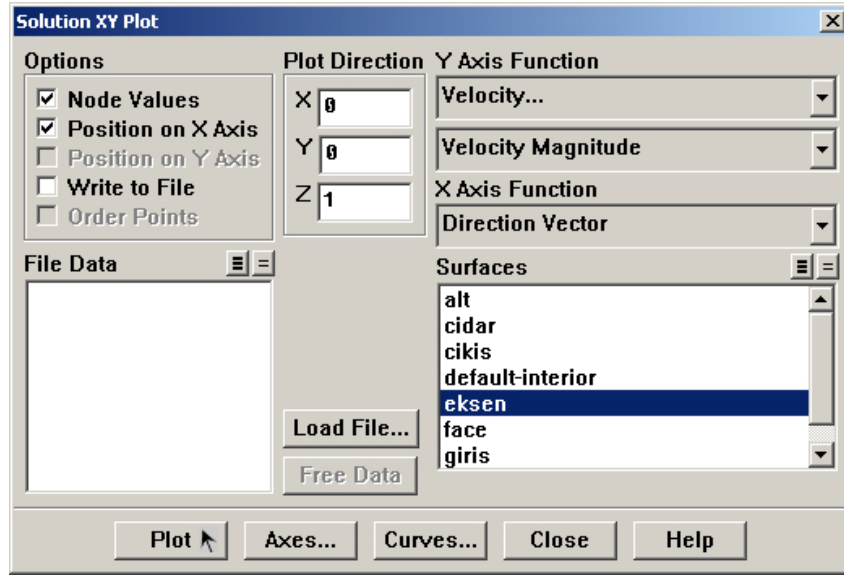 Solution XY Plot
Options
Node Values
Position on X Axis
Position on Y Axis
Write to File
Order Points
Plot Direction
X 0
Y 0
Z 1
Y Axis Function
Velocity...
Velocity Magnitude
X Axis Function
Direction Vector
File Data
Surfaces
alt
cidar
cikis
default-interior
eksen
face
giris
Load File...
Free Data
Plot
Axes...
Curves...
Close
Help